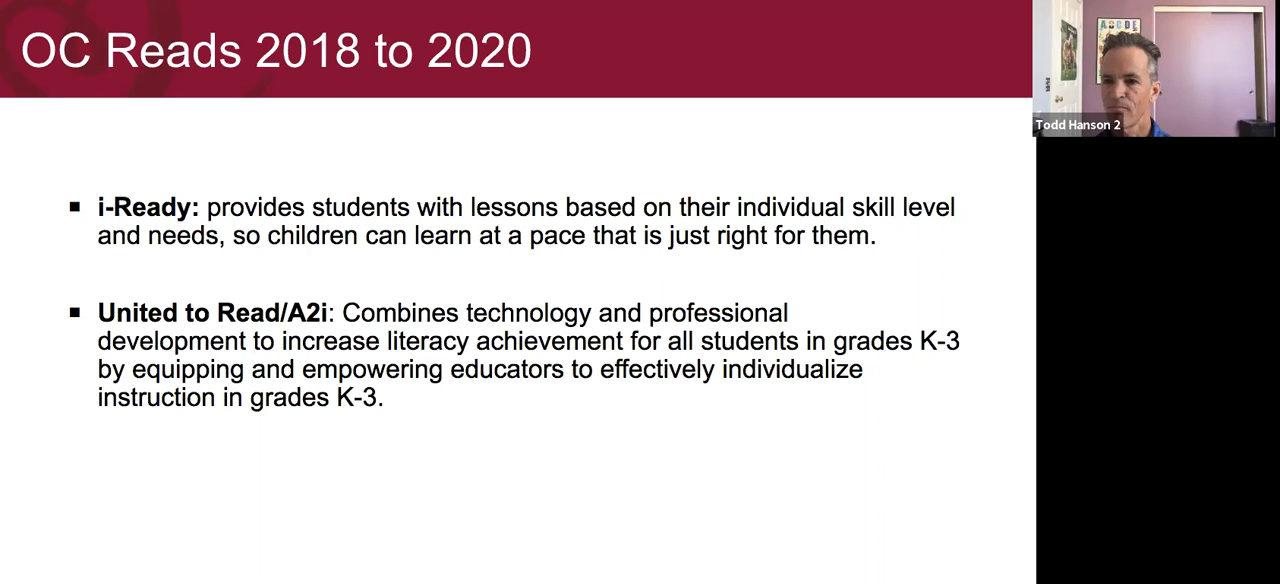 OC Reads 2018 to 2020
ABCDE
Todd Hanson 2
▪ i-Ready: provides students with lessons based on their individual skill level
and needs, so children can learn at a pace that is just right for them.
▪ United to Read/A2i: Combines technology and professional
development to increase literacy achievement for all students in grades K-3
by equipping and empowering educators to effectively individualize
instruction in grades K-3.